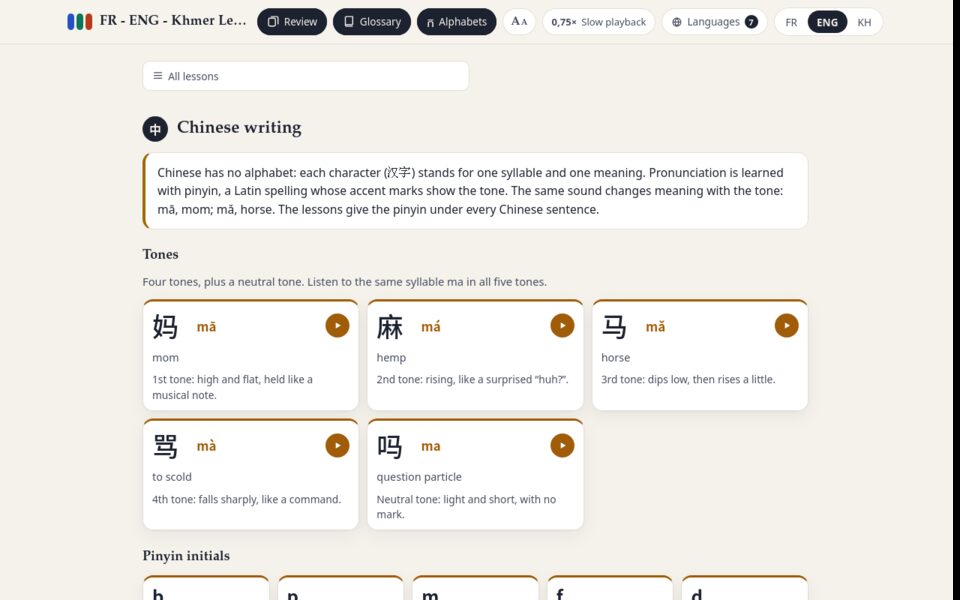 FR - ENG - Khmer Le...
Review
Glossary
Alphabets
AA
0,75× Slow playback
Languages 7
FR
ENG
KH
All lessons
中 Chinese writing
Chinese has no alphabet: each character (汉字) stands for one syllable and one meaning. Pronunciation is learned
with pinyin, a Latin spelling whose accent marks show the tone. The same sound changes meaning with the tone:
mā, mom; mǎ, horse. The lessons give the pinyin under every Chinese sentence.
Tones
Four tones, plus a neutral tone. Listen to the same syllable ma in all five tones.
妈 mā
mom
1st tone: high and flat, held like a
musical note.
麻 má
hemp
2nd tone: rising, like a surprised “huh?”.
马 mǎ
horse
3rd tone: dips low, then rises a little.
骂 mà
to scold
4th tone: falls sharply, like a command.
吗 ma
question particle
Neutral tone: light and short, with no
mark.
Pinyin initials
b
p
m
f
d